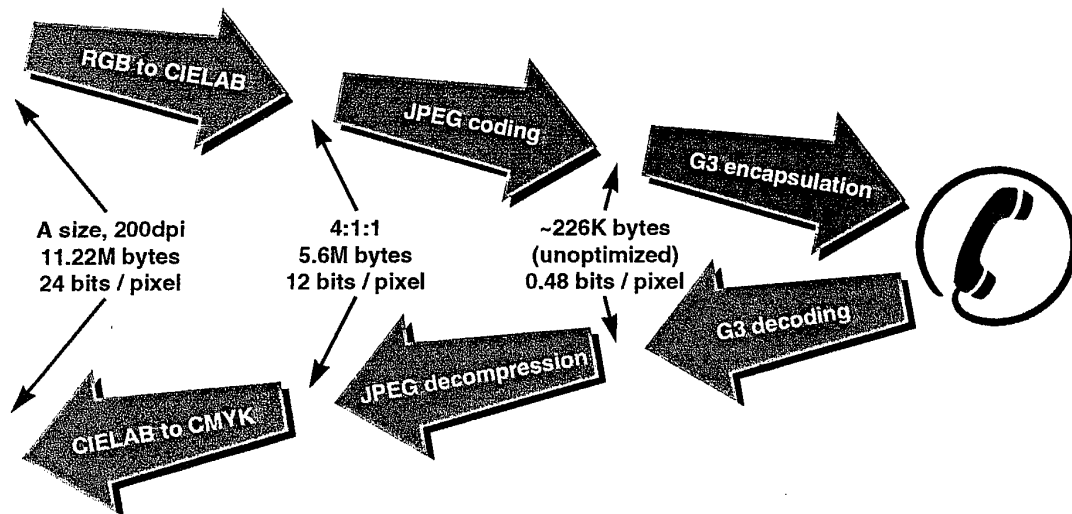 RGB to CIELAB
JPEG coding
G3 encapsulation
A size, 200dpi
11.22M bytes
24 bits / pixel
4:1:1
5.6M bytes
12 bits / pixel
~226K bytes
(unoptimized)
0.48 bits / pixel
G3 decoding
JPEG decompression
CIELAB to CMYK